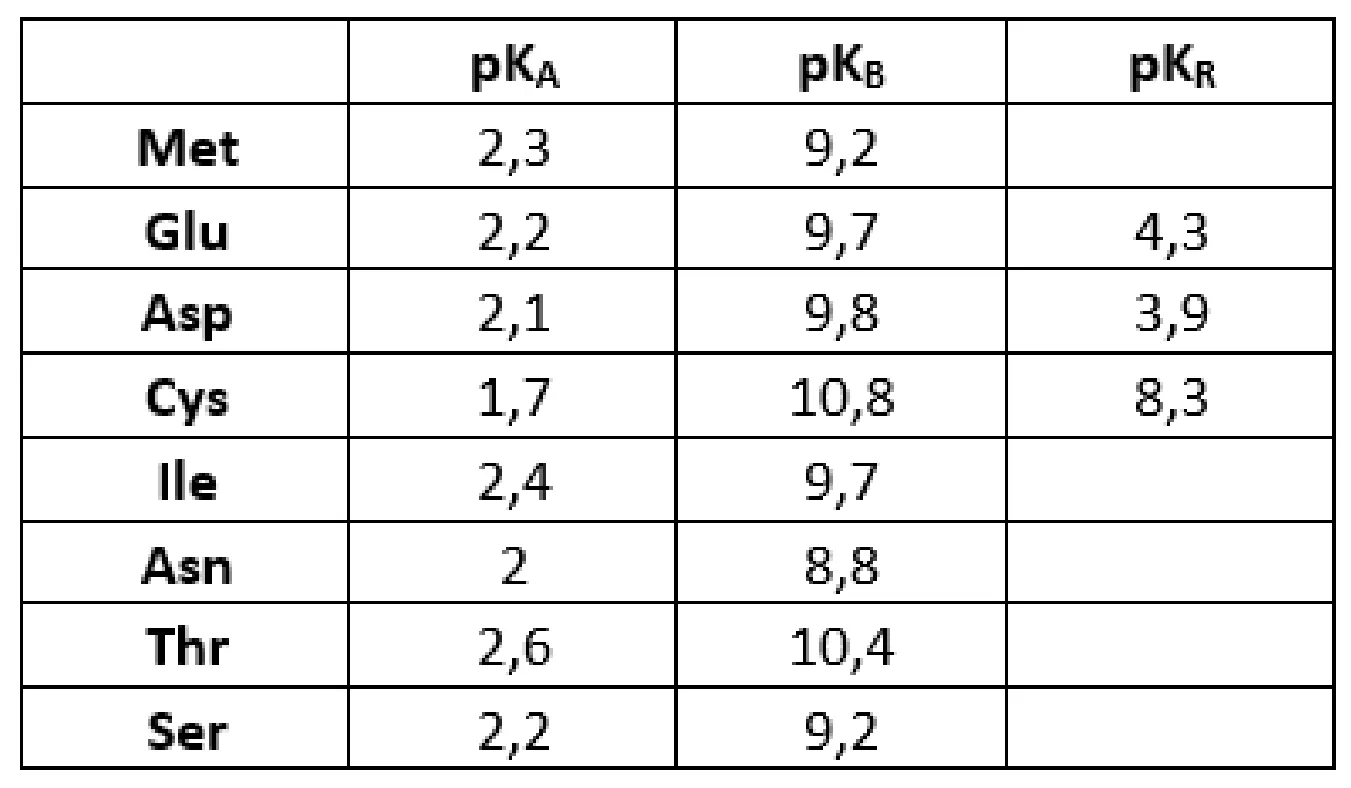 pKA pKB pKR
Met 2,3 9,2
Glu 2,2 9,7 4,3
Asp 2,1 9,8 3,9
Cys 1,7 10,8 8,3
Ile 2,4 9,7
Asn 2 8,8
Thr 2,6 10,4
Ser 2,2 9,2